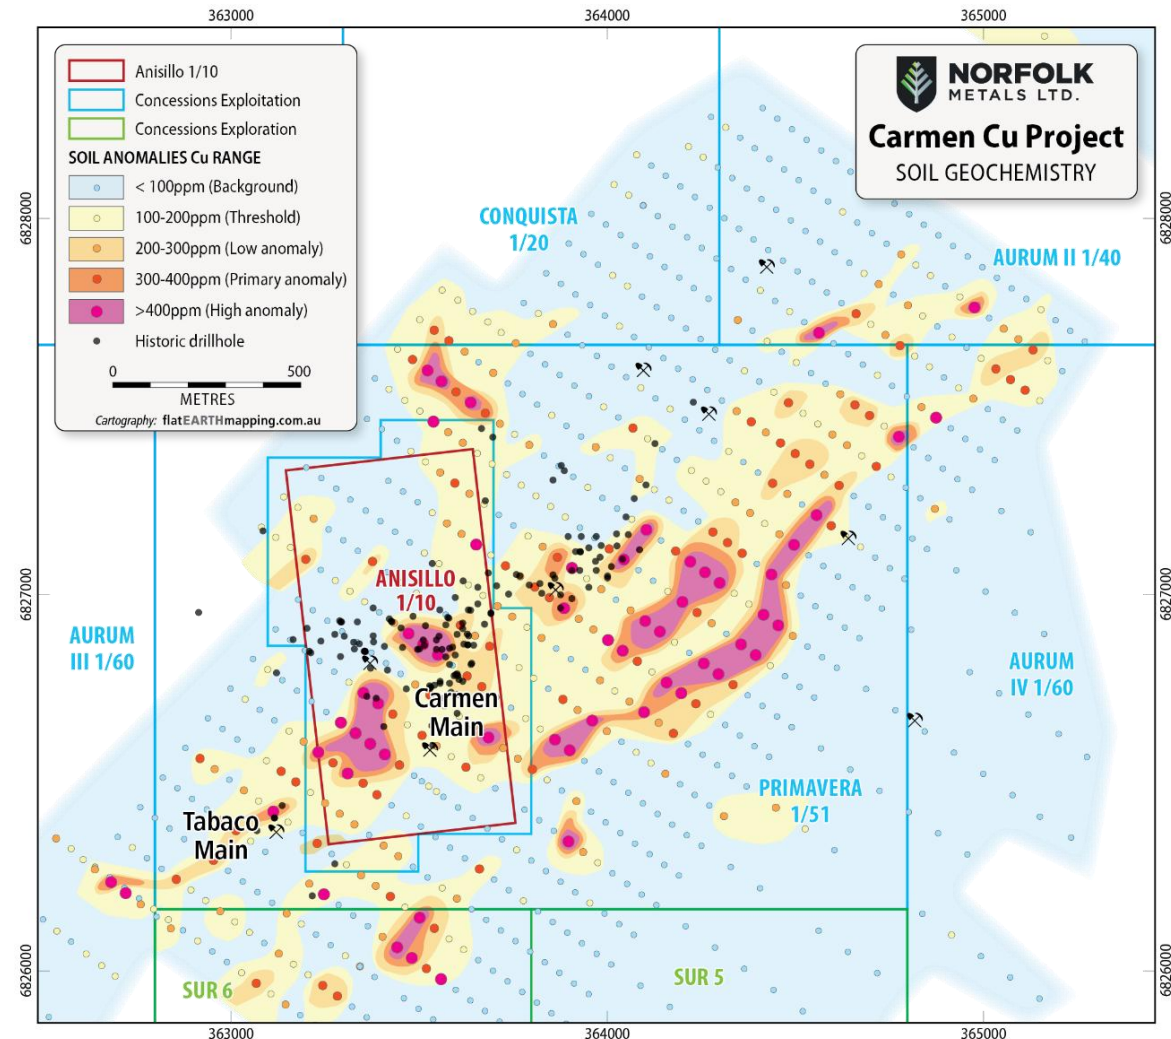 363000
364000
365000
Anisillo 1/10
Concessions Exploitation
Concessions Exploration
SOIL ANOMALIES Cu RANGE
< 100ppm (Background)
100-200ppm (Threshold)
200-300ppm (Low anomaly)
300-400ppm (Primary anomaly)
>400ppm (High anomaly)
Historic drillhole
0
500
METRES
Cartography: flatEARTHmapping.com.au
NORFOLK
METALS LTD.
Carmen Cu Project
SOIL GEOCHEMISTRY
6828000
6828000
CONQUISTA
1/20
AURUM II 1/40
6827000
6827000
ANISILLO
1/10
AURUM
III 1/60
AURUM
IV 1/60
Carmen
Main
PRIMAVERA
1/51
Tabaco
Main
6826000
6826000
SUR 6
SUR 5
363000
364000
365000